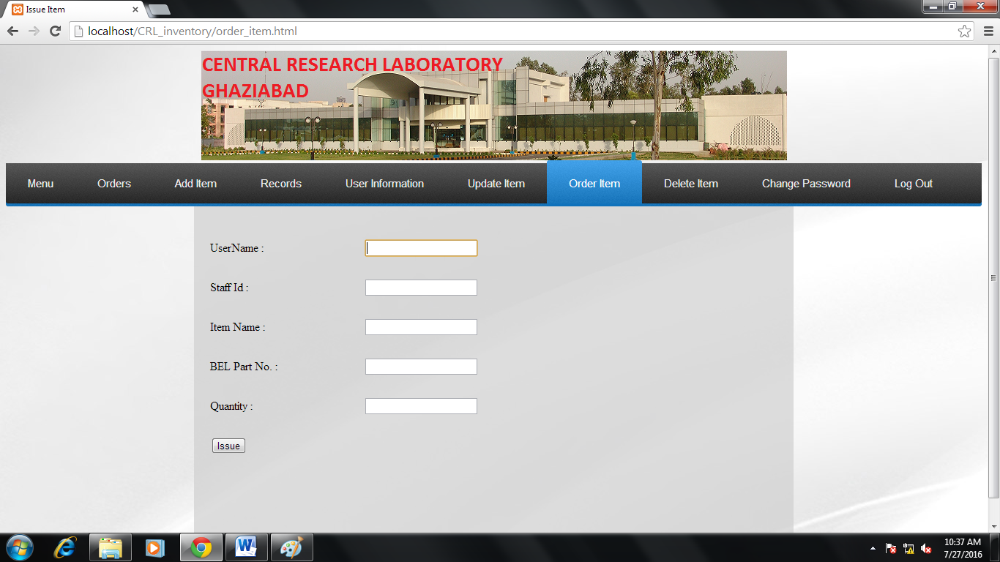 Issue Item
localhost/CRL_inventory/order_item.html
CENTRAL RESEARCH LABORATORY
GHAZIABAD
Menu Orders Add Item Records User Information Update Item Order Item Delete Item Change Password Log Out
UserName :
Staff Id :
Item Name :
BEL Part No. :
Quantity :
Issue
10:37 AM
7/27/2016